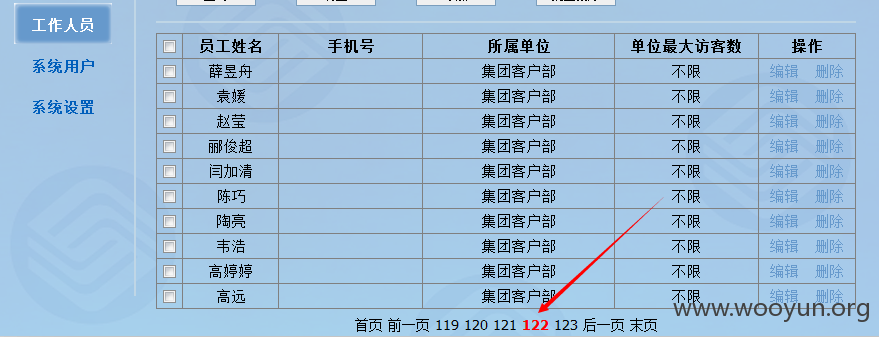 工作人员
系统用户
系统设置
员工姓名 手机号 所属单位 单位最大访客数 操作
薛昱舟 集团客户部 不限 编辑 删除
袁媛 集团客户部 不限 编辑 删除
赵莹 集团客户部 不限 编辑 删除
郦俊超 集团客户部 不限 编辑 删除
闫加清 集团客户部 不限 编辑 删除
陈巧 集团客户部 不限 编辑 删除
陶亮 集团客户部 不限 编辑 删除
韦浩 集团客户部 不限 编辑 删除
高婷婷 集团客户部 不限 编辑 删除
高远 集团客户部 不限 编辑 删除
首页 前一页 119 120 121 122 123 后一页 末页
www.wooyun.org